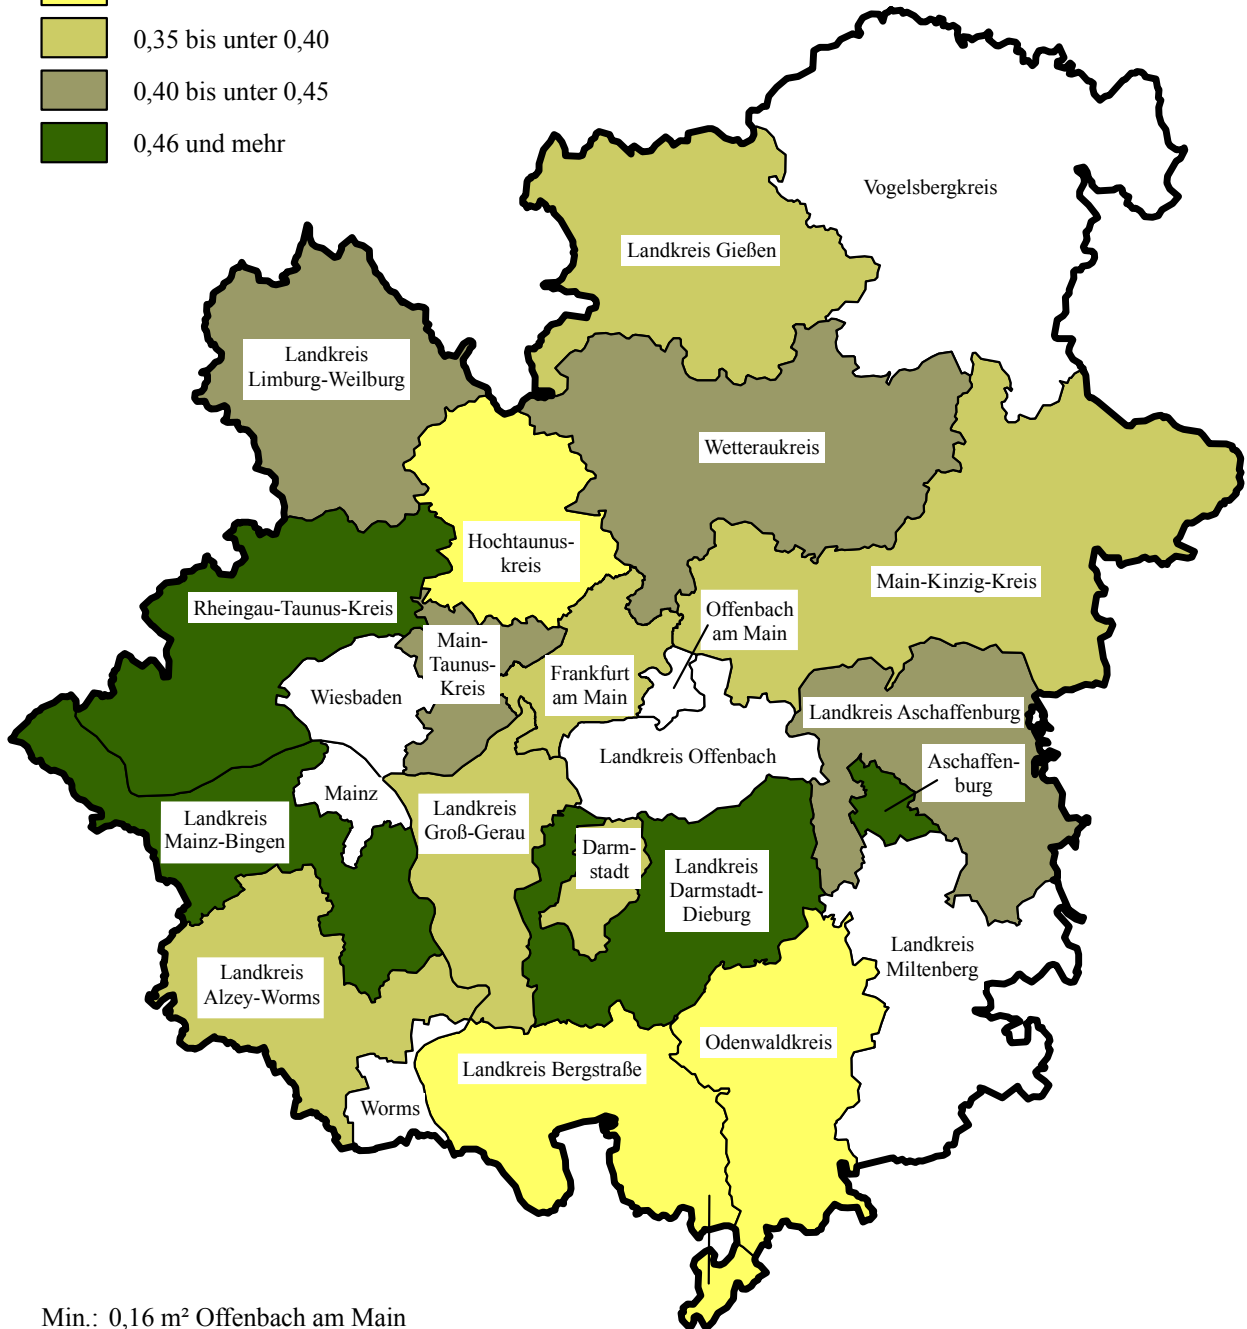 0,35 bis unter 0,40
0,40 bis unter 0,45
0,46 und mehr
Vogelsbergkreis
Landkreis Gießen
Landkreis
Limburg-Weilburg
Wetteraukreis
Hochtaunus-
kreis
Main-Kinzig-Kreis
Rheingau-Taunus-Kreis
Offenbach
am Main
Main-
Taunus-
Kreis
Frankfurt
am Main
Wiesbaden
Landkreis Aschaffenburg
Landkreis Offenbach
Aschaffen-
burg
Mainz
Landkreis
Groß-Gerau
Landkreis
Mainz-Bingen
Darm-
stadt
Landkreis
Darmstadt-
Dieburg
Landkreis
Miltenberg
Landkreis
Alzey-Worms
Odenwaldkreis
Landkreis Bergstraße
Worms
Min.: 0,16 m² Offenbach am Main